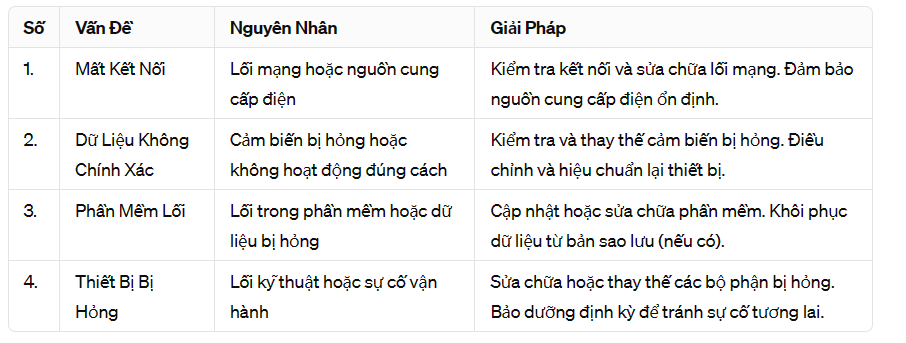 Số Vấn Đề Nguyên Nhân Giải Pháp
1. Mất Kết Nối Lỗi mạng hoặc nguồn cung cấp điện Kiểm tra kết nối và sửa chữa lỗi mạng. Đảm bảo nguồn cung cấp điện ổn định.
2. Dữ Liệu Không Chính Xác Cảm biến bị hỏng hoặc không hoạt động đúng cách Kiểm tra và thay thế cảm biến bị hỏng. Điều chỉnh và hiệu chuẩn lại thiết bị.
3. Phần Mềm Lỗi Lỗi trong phần mềm hoặc dữ liệu bị hỏng Cập nhật hoặc sửa chữa phần mềm. Khôi phục dữ liệu từ bản sao lưu (nếu có).
4. Thiết Bị Bị Hỏng Lỗi kỹ thuật hoặc sự cố vận hành Sửa chữa hoặc thay thế các bộ phận bị hỏng. Bảo dưỡng định kỳ để tránh sự cố tương lai.